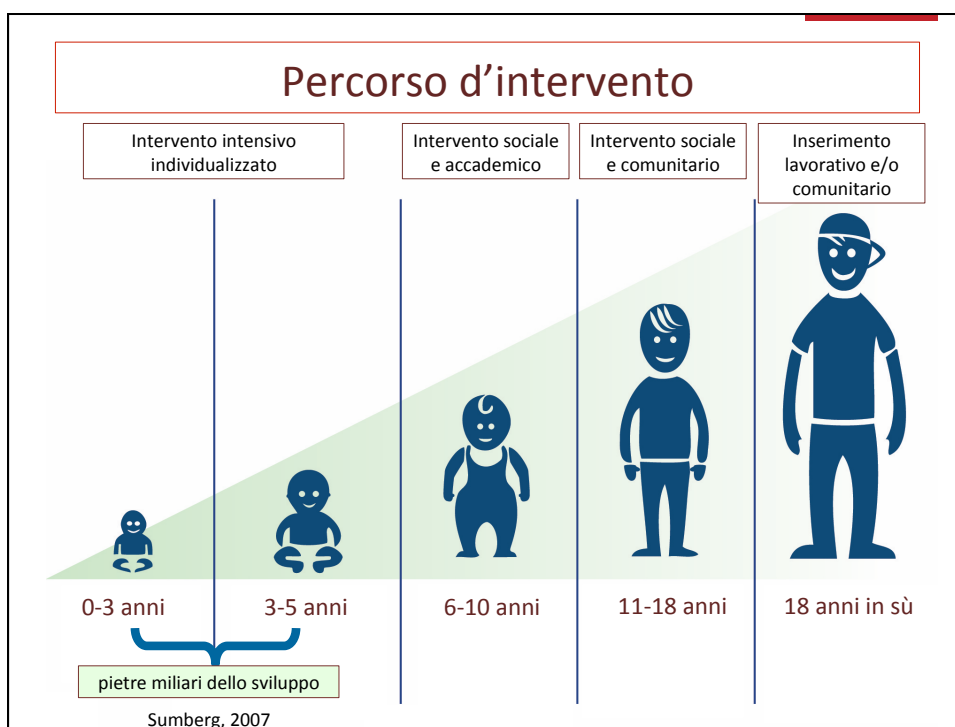 Percorso d'intervento
Intervento intensivo
individualizzato
Intervento sociale
e accademico
Intervento sociale
e comunitario
Inserimento
lavorativo e/o
comunitario
0-3 anni
3-5 anni
6-10 anni
11-18 anni
18 anni in sù
pietre miliari dello sviluppo
Sumberg, 2007